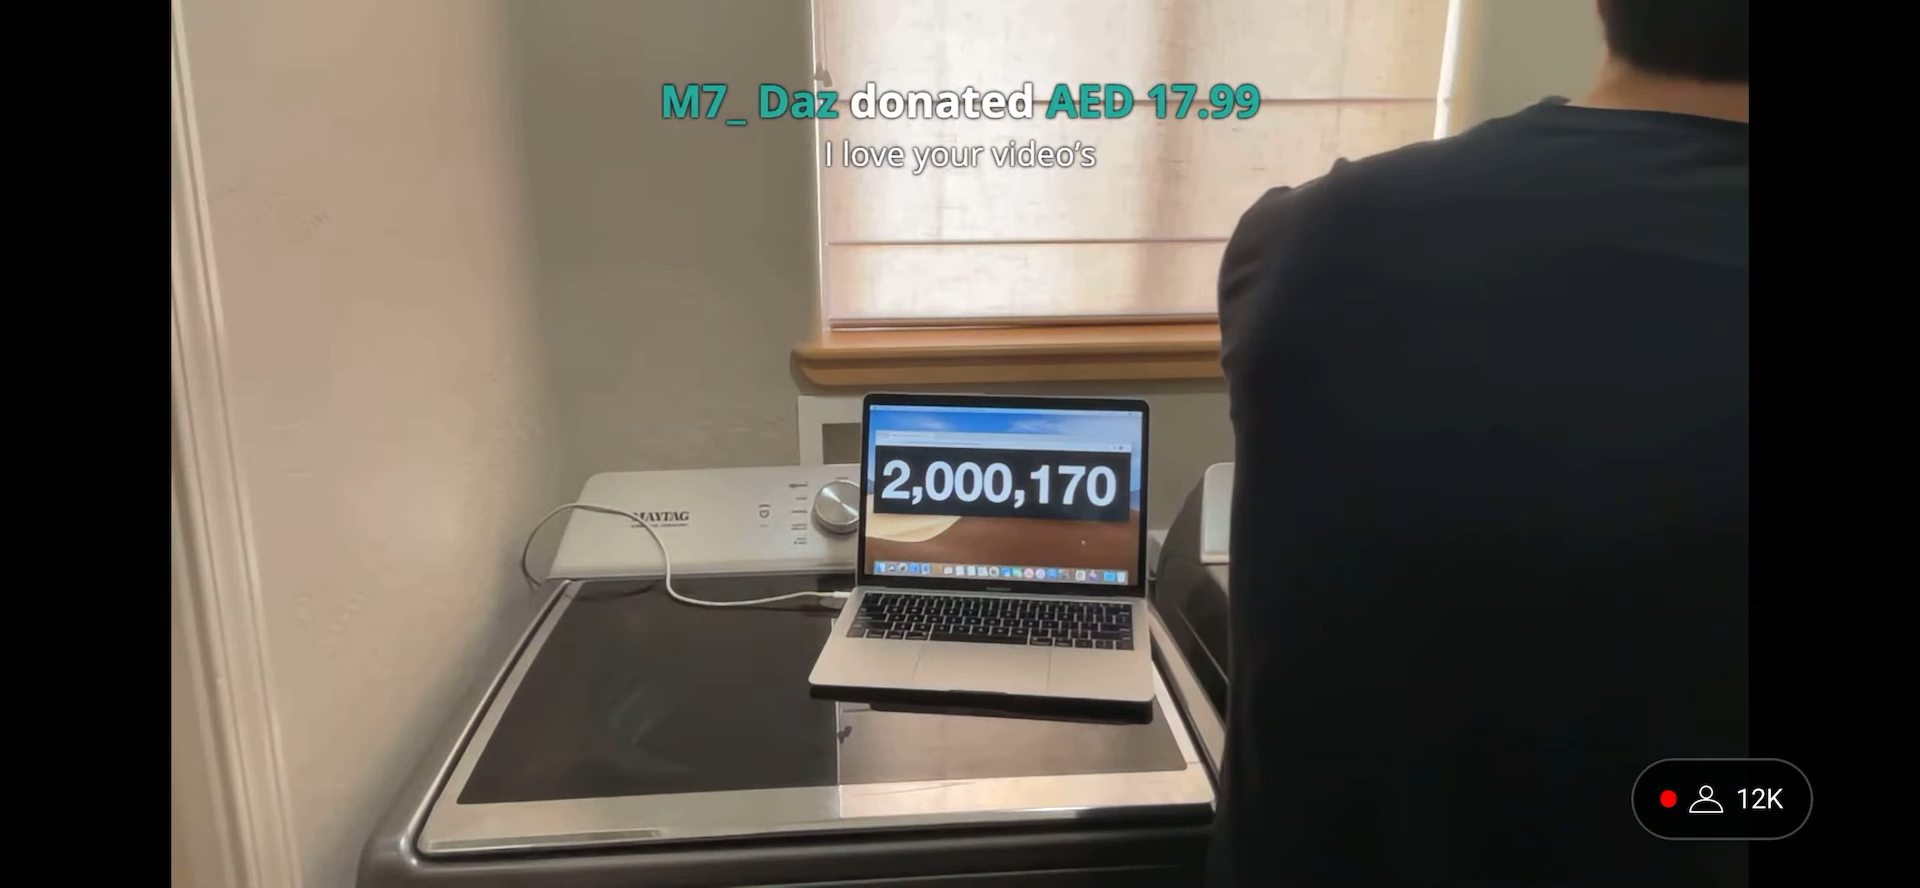 M7_ Daz donated AED 17.99
I love your video's
2,000,170
MAYTAG
12K